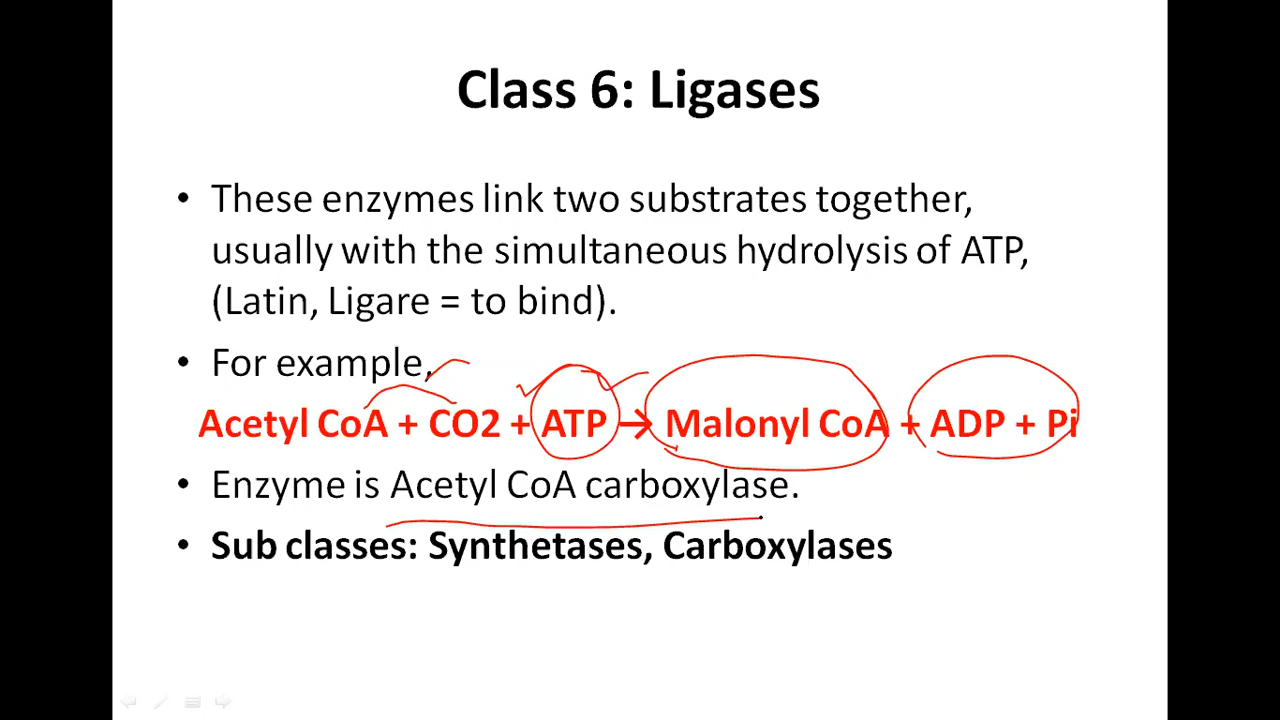 Class 6: Ligases
• These enzymes link two substrates together,
usually with the simultaneous hydrolysis of ATP,
(Latin, Ligare = to bind).
• For example,
Acetyl CoA + CO2 + ATP → Malonyl CoA + ADP + Pi
• Enzyme is Acetyl CoA carboxylase.
• Sub classes: Synthetases, Carboxylases